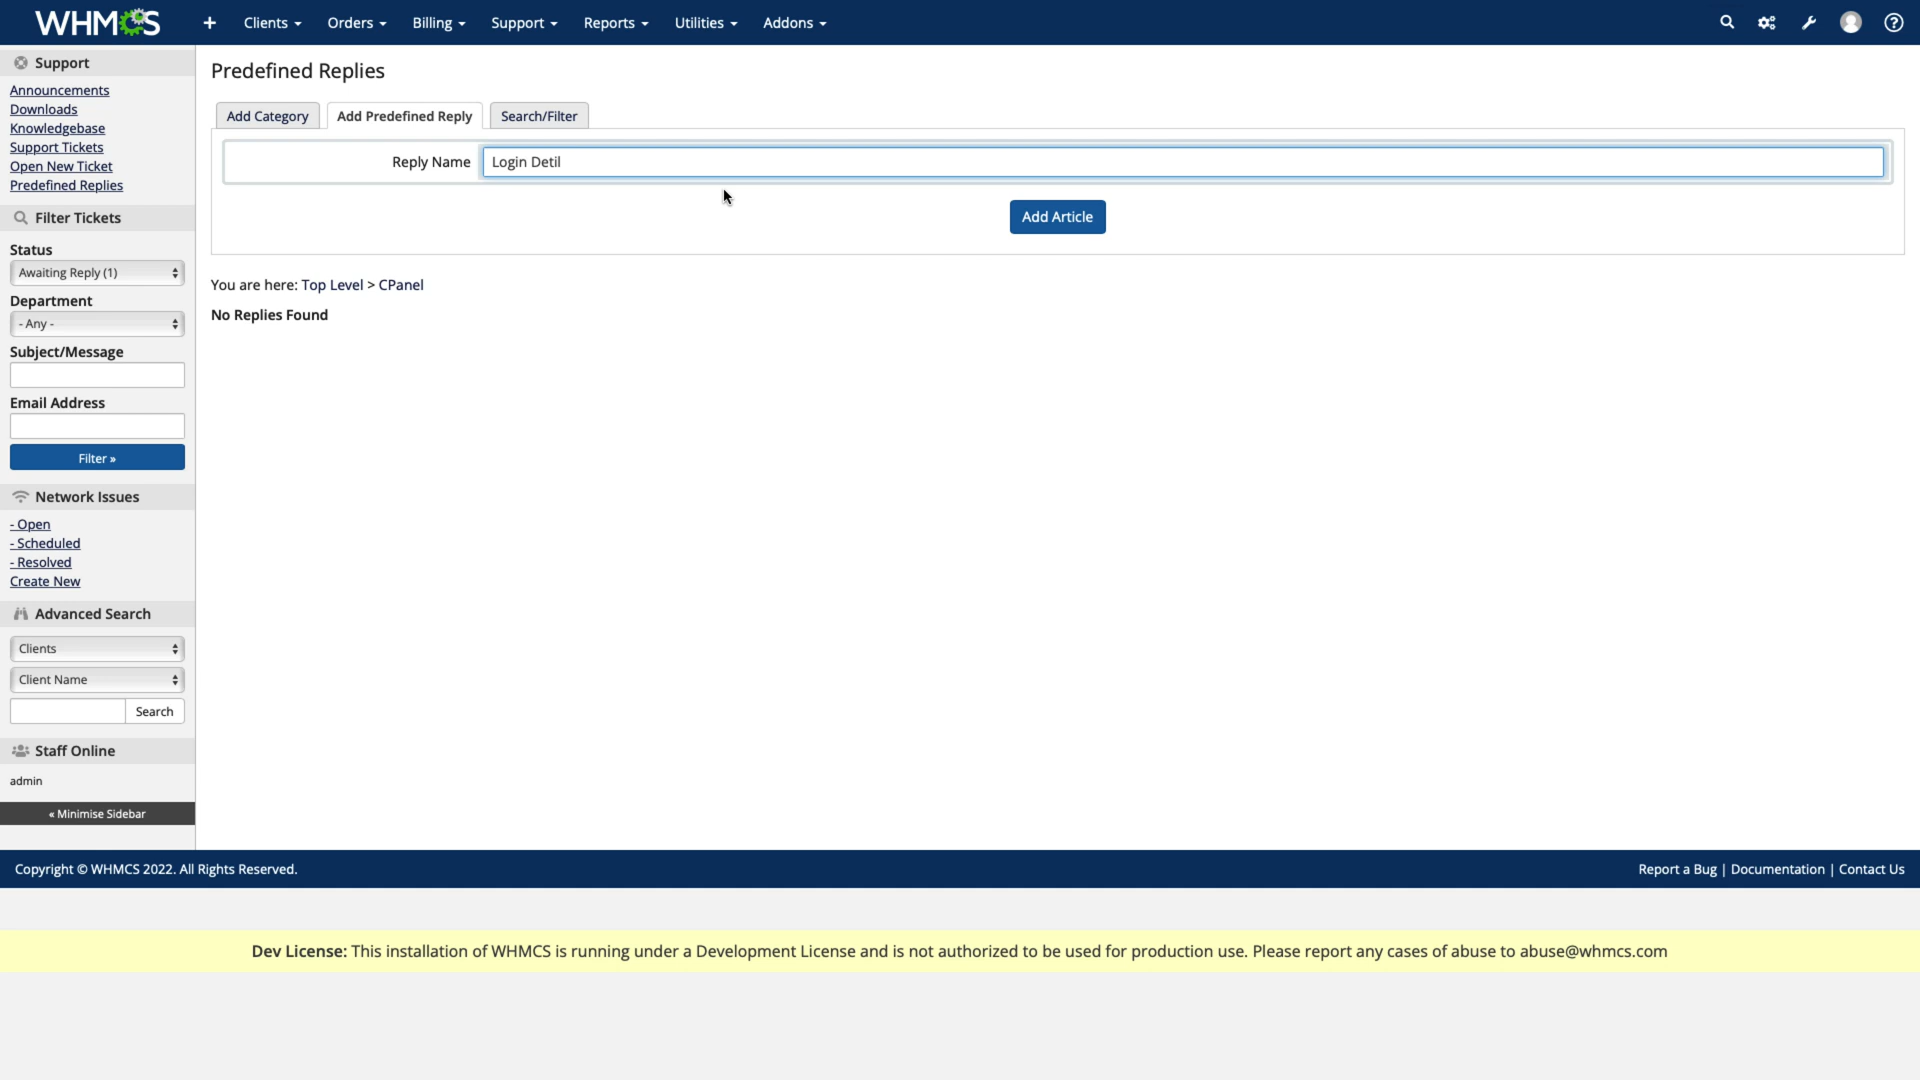 WHMCS
Clients
Orders
Billing
Support
Reports
Utilities
Addons
Support
Announcements
Downloads
Knowledgebase
Support Tickets
Open New Ticket
Predefined Replies
Filter Tickets
Status
Awaiting Reply (1)
Department
- Any -
Subject/Message
Email Address
Filter »
Network Issues
- Open
- Scheduled
- Resolved
Create New
Advanced Search
Clients
Client Name
Search
Staff Online
admin
« Minimise Sidebar
Predefined Replies
Add Category
Add Predefined Reply
Search/Filter
Reply Name
Login Detil
Add Article
You are here: Top Level > CPanel
No Replies Found
Copyright © WHMCS 2022. All Rights Reserved.
Report a Bug | Documentation | Contact Us
Dev License: This installation of WHMCS is running under a Development License and is not authorized to be used for production use. Please report any cases of abuse to abuse@whmcs.com